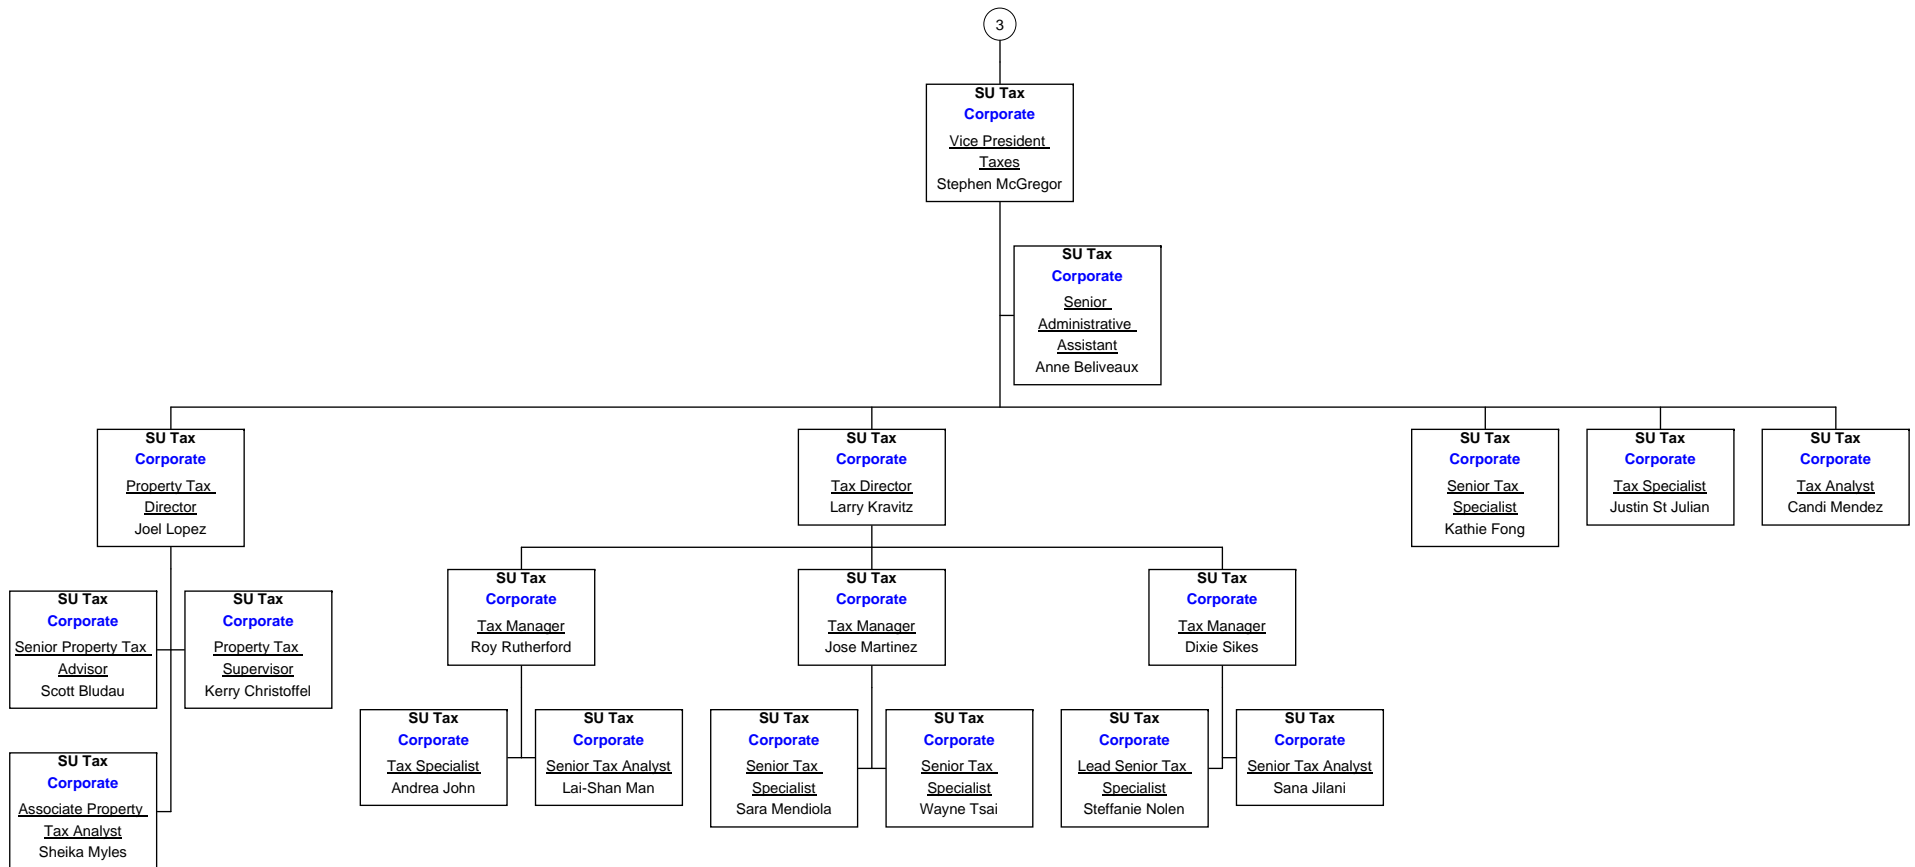 3
SU Tax
Corporate
Vice President
Taxes
Stephen McGregor
SU Tax
Corporate
Senior
Administrative
Assistant
Anne Beliveaux
SU Tax
Corporate
Property Tax
Director
Joel Lopez
SU Tax
Corporate
Tax Director
Larry Kravitz
SU Tax
Corporate
Senior Tax
Specialist
Kathie Fong
SU Tax
Corporate
Tax Specialist
Justin St Julian
SU Tax
Corporate
Tax Analyst
Candi Mendez
SU Tax
Corporate
Senior Property Tax
Advisor
Scott Bludau
SU Tax
Corporate
Property Tax
Supervisor
Kerry Christoffel
SU Tax
Corporate
Tax Manager
Roy Rutherford
SU Tax
Corporate
Tax Manager
Jose Martinez
SU Tax
Corporate
Tax Manager
Dixie Sikes
SU Tax
Corporate
Associate Property
Tax Analyst
Sheika Myles
SU Tax
Corporate
Tax Specialist
Andrea John
SU Tax
Corporate
Senior Tax Analyst
Lai-Shan Man
SU Tax
Corporate
Senior Tax
Specialist
Sara Mendiola
SU Tax
Corporate
Senior Tax
Specialist
Wayne Tsai
SU Tax
Corporate
Lead Senior Tax
Specialist
Steffanie Nolen
SU Tax
Corporate
Senior Tax Analyst
Sana Jilani